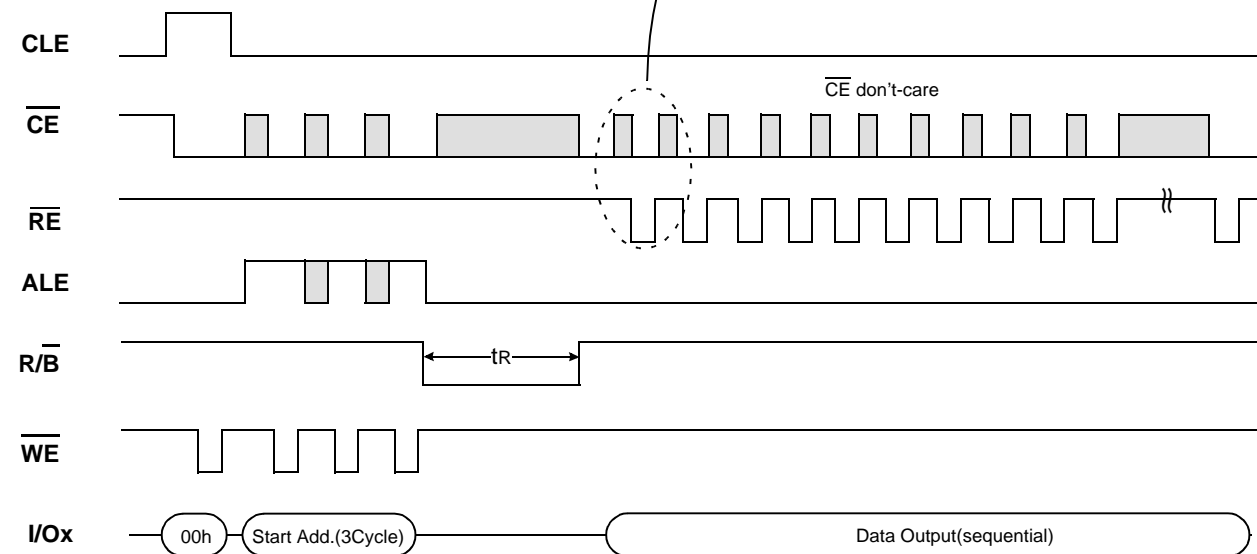 CLE
CE don't-care
CE
RE
ALE
R/B
tR
WE
I/Ox
00h
Start Add.(3Cycle)
Data Output(sequential)